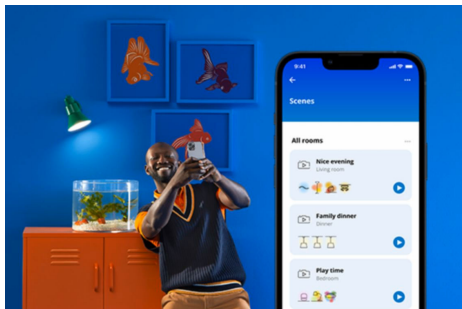 9:41
Scenes
All rooms
Nice evening
Living room
Family dinner
Dinner
Play time
Bedroom